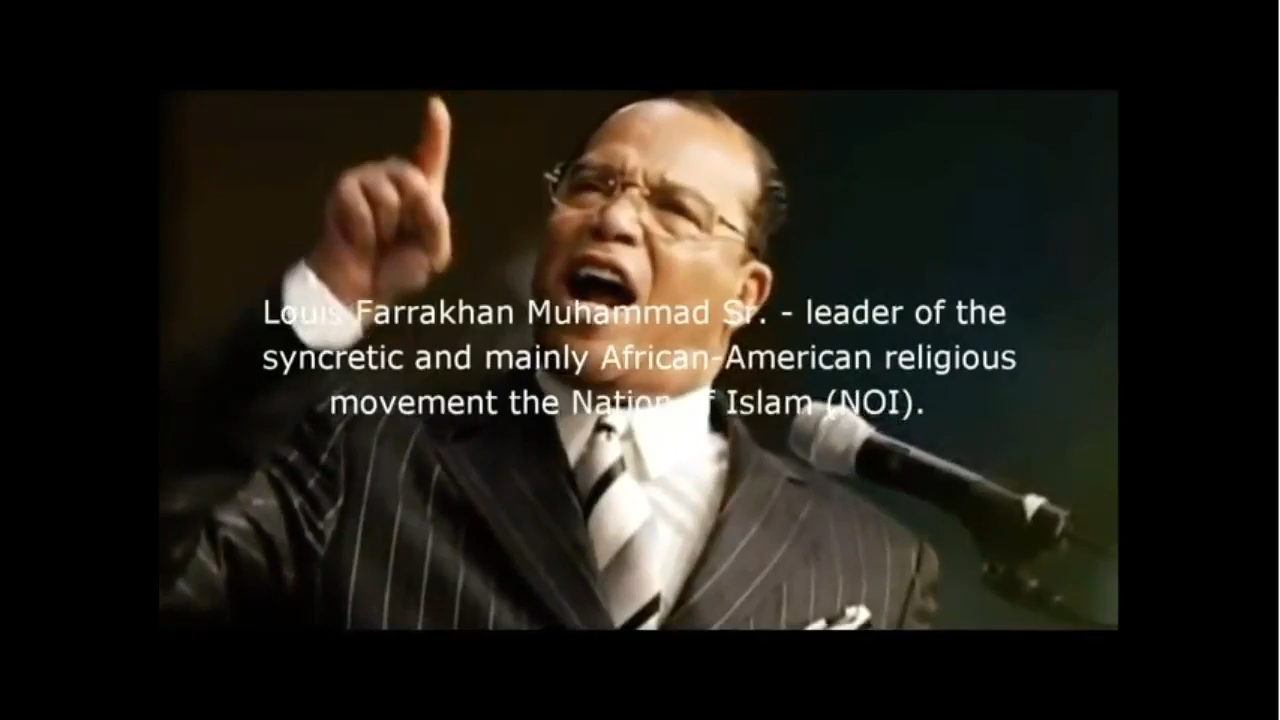 Louis Farrakhan Muhammad Sr. - leader of the
syncretic and mainly African-American religious
movement the Nation of Islam (NOI).